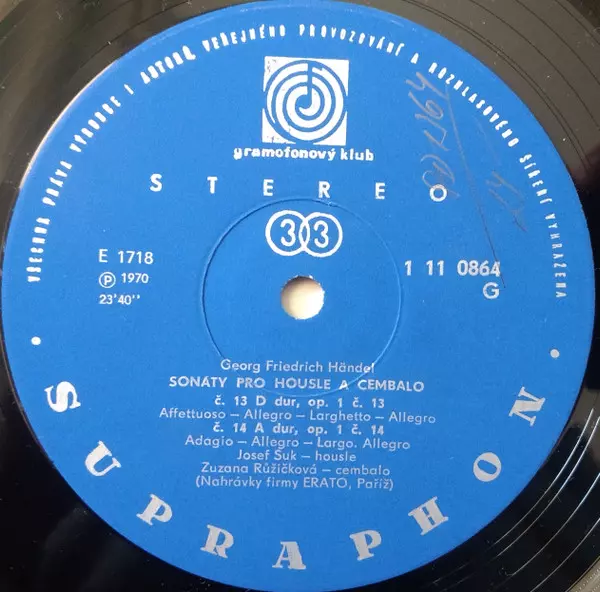 VŠECHNA PRÁVA VÝROBCE I AUTORŮ, VEŘEJNÉHO PROVOZOVÁNÍ A ROZHLASOVÉHO ŠÍŘENÍ VYHRAZENA
gramofonový klub
STEREO
33
E 1718
℗ 1970
23'40''
1 11 0864
G
Georg Friedrich Händel
SONÁTY PRO HOUSLE A CEMBALO
č. 13 D dur, op. 1 č. 13
Affettuoso – Allegro – Larghetto – Allegro
č. 14 A dur, op. 1 č. 14
Adagio – Allegro – Largo. Allegro
Josef Suk – housle
Zuzana Růžičková – cembalo
(Nahrávky firmy ERATO, Paříž)
• SUPRAPHON •